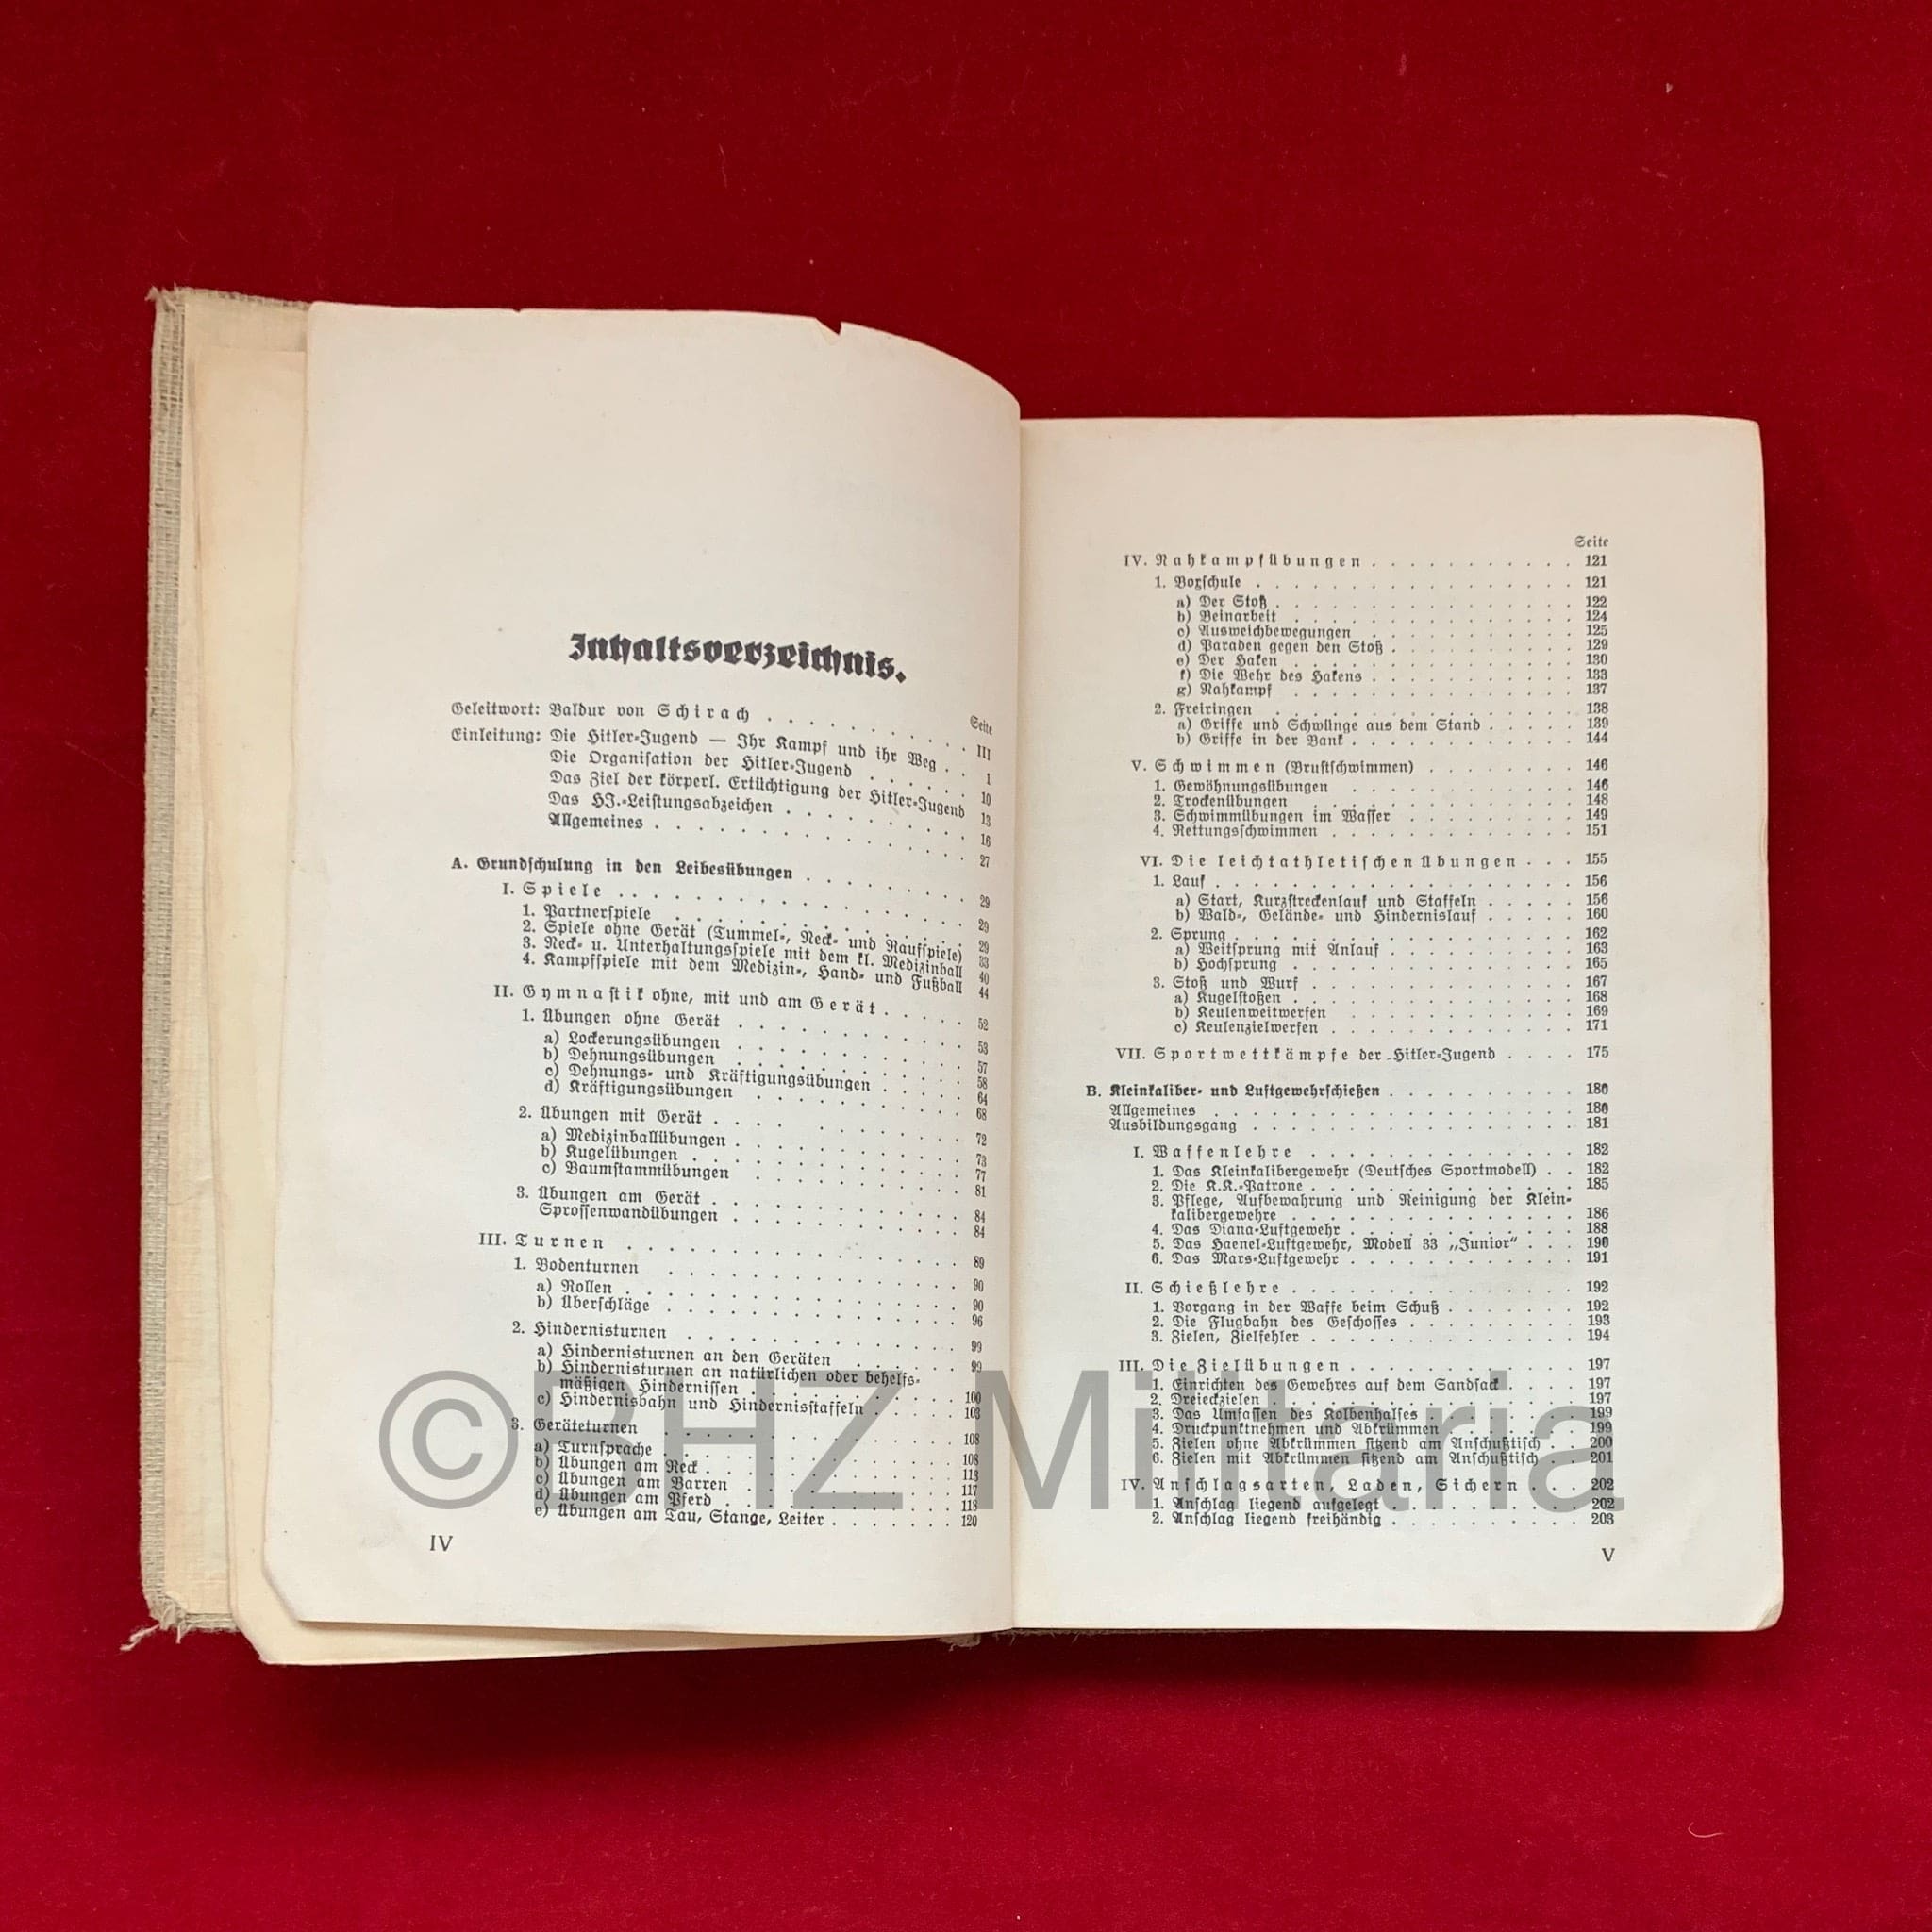 Inhaltsverzeichnis.
Seite
Geleitwort: Baldur von Schirach . . . . . . . . III
Einleitung: Die Hitler-Jugend — Ihr Kampf und ihr Weg . . 1
Die Organisation der Hitler-Jugend . . . . . . 10
Das Ziel der körperl. Ertüchtigung der Hitler-Jugend 13
Das HJ.-Leistungsabzeichen . . . . . . . . 16
Allgemeines . . . . . . . . . . . . 27
A. Grundschulung in den Leibesübungen . . . . . . . 29
I. Spiele . . . . . . . . . . . . . 29
1. Partnerspiele . . . . . . . . . . . 29
2. Spiele ohne Gerät (Tummel-, Neck- und Raufspiele) 33
3. Neck- u. Unterhaltungsspiele mit dem kl. Medizinball 40
4. Kampfspiele mit dem Medizin-, Hand- und Fußball 44
II. Gymnastik ohne, mit und am Gerät . . . . . 52
1. Übungen ohne Gerät . . . . . . . . . 53
a) Lockerungsübungen . . . . . . . . . 57
b) Dehnungsübungen . . . . . . . . . 58
c) Dehnungs- und Kräftigungsübungen . . . . 64
d) Kräftigungsübungen . . . . . . . . 68
2. Übungen mit Gerät . . . . . . . . . . 72
a) Medizinballübungen . . . . . . . . . 73
b) Kugelübungen . . . . . . . . . . 77
c) Baumstammübungen . . . . . . . . 81
3. Übungen am Gerät . . . . . . . . . . 84
Sprossenwandübungen . . . . . . . . . 84
III. Turnen . . . . . . . . . . . . . 89
1. Bodenturnen . . . . . . . . . . . 90
a) Rollen . . . . . . . . . . . . 90
b) Überschläge . . . . . . . . . . . 96
2. Hindernisturnen . . . . . . . . . . 99
a) Hindernisturnen an den Geräten . . . . . 99
b) Hindernisturnen an natürlichen oder behelfs-
mäßigen Hindernissen . . . . . . . . 100
c) Hindernisbahn und Hindernisstaffeln . . . . 103
3. Geräteturnen . . . . . . . . . . . 108
a) Turnsprache . . . . . . . . . . . 108
b) Übungen am Reck . . . . . . . . . 113
c) Übungen am Barren . . . . . . . . 117
d) Übungen am Pferd . . . . . . . . . 118
e) Übungen am Tau, Stange, Leiter . . . . . . 120
IV
Seite
IV. Nahkampfübungen . . . . . . . . . . 121
1. Vorschule . . . . . . . . . . . . 121
a) Der Stoß . . . . . . . . . . . . 122
b) Beinarbeit . . . . . . . . . . . 124
c) Ausweichbewegungen . . . . . . . . 125
d) Paraden gegen den Stoß . . . . . . . . 129
e) Der Haken . . . . . . . . . . . 130
f) Die Wehr des Hakens . . . . . . . . 133
g) Nahkampf . . . . . . . . . . . 137
2. Freiringen . . . . . . . . . . . . 138
a) Griffe und Schwünge aus dem Stand . . . . . 139
b) Griffe in der Bank . . . . . . . . . . 144
V. Schwimmen (Brustschwimmen) . . . . . . . . 146
1. Gewöhnungsübungen . . . . . . . . . 146
2. Trockenübungen . . . . . . . . . . 148
3. Schwimmübungen im Wasser . . . . . . . 149
4. Rettungsschwimmen . . . . . . . . . . 151
VI. Die leichtathletischen Übungen . . . 155
1. Lauf . . . . . . . . . . . . . . 156
a) Start, Kurzstreckenlauf und Staffeln . . . . . 156
b) Wald-, Gelände- und Hindernislauf . . . . . 160
2. Sprung . . . . . . . . . . . . . 162
a) Weitsprung mit Anlauf . . . . . . . . 163
b) Hochsprung . . . . . . . . . . . 165
3. Stoß und Wurf . . . . . . . . . . . 167
a) Kugelstoßen . . . . . . . . . . . 168
b) Keulenweitwerfen . . . . . . . . . 169
c) Keulenzielwerfen . . . . . . . . . . 171
VII. Sportwettkämpfe der Hitler-Jugend . . . . 175
B. Kleinkaliber- und Luftgewehrschießen . . . . . . . . 180
Allgemeines . . . . . . . . . . . . . . 180
Ausbildungsgang . . . . . . . . . . . . . 181
I. Waffenlehre . . . . . . . . . . . . 182
1. Das Kleinkalibergewehr (Deutsches Sportmodell) . . 182
2. Die K.K.-Patrone . . . . . . . . . . . 185
3. Pflege, Aufbewahrung und Reinigung der Klein-
kalibergewehre . . . . . . . . . . . 186
4. Das Diana-Luftgewehr . . . . . . . . . 188
5. Das Haenel-Luftgewehr, Modell 33 „Junior“ . . . 190
6. Das Mars-Luftgewehr . . . . . . . . . 191
II. Schießlehre . . . . . . . . . . . . 192
1. Vorgang in der Waffe beim Schuß . . . . . . 192
2. Die Flugbahn des Geschosses . . . . . . . 193
3. Zielen, Zielfehler . . . . . . . . . . . 194
III. Die Zielübungen . . . . . . . . . . 197
1. Einrichten des Gewehres auf dem Sandsack . . . . 197
2. Dreieckzielen . . . . . . . . . . . . 197
3. Das Umfassen des Kolbenhalses . . . . . . 199
4. Druckpunktnehmen und Abkrümmen . . . . . 199
5. Zielen ohne Abkrümmen sitzend am Anschußtisch . . 200
6. Zielen mit Abkrümmen sitzend am Anschußtisch . . 201
IV. Anschlagsarten, Laden, Sichern . . . 202
1. Anschlag liegend aufgelegt . . . . . . . . 202
2. Anschlag liegend freihändig . . . . . . . . 203
V
©BHZ Militaria